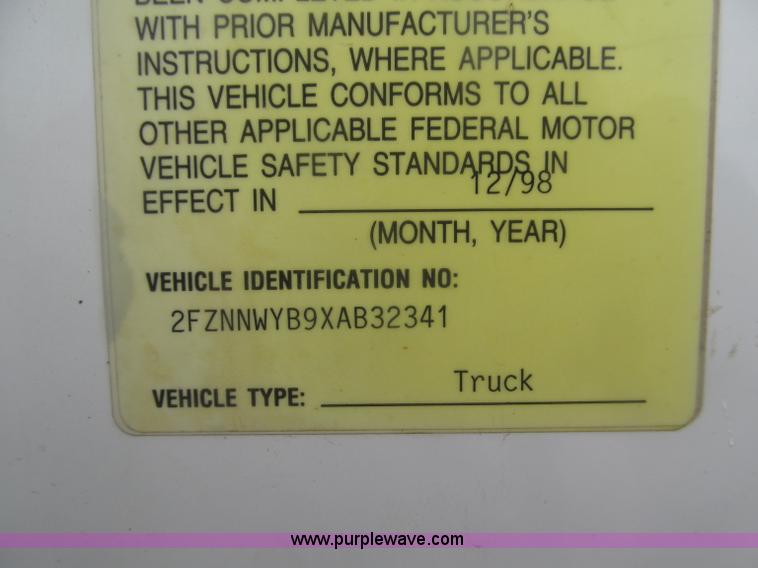 WITH PRIOR MANUFACTURER'S
INSTRUCTIONS, WHERE APPLICABLE.
THIS VEHICLE CONFORMS TO ALL
OTHER APPLICABLE FEDERAL MOTOR
VEHICLE SAFETY STANDARDS IN
EFFECT IN 12/98
(MONTH, YEAR)
VEHICLE IDENTIFICATION NO:
2FZNNWYB9XAB32341
VEHICLE TYPE: Truck
www.purplewave.com